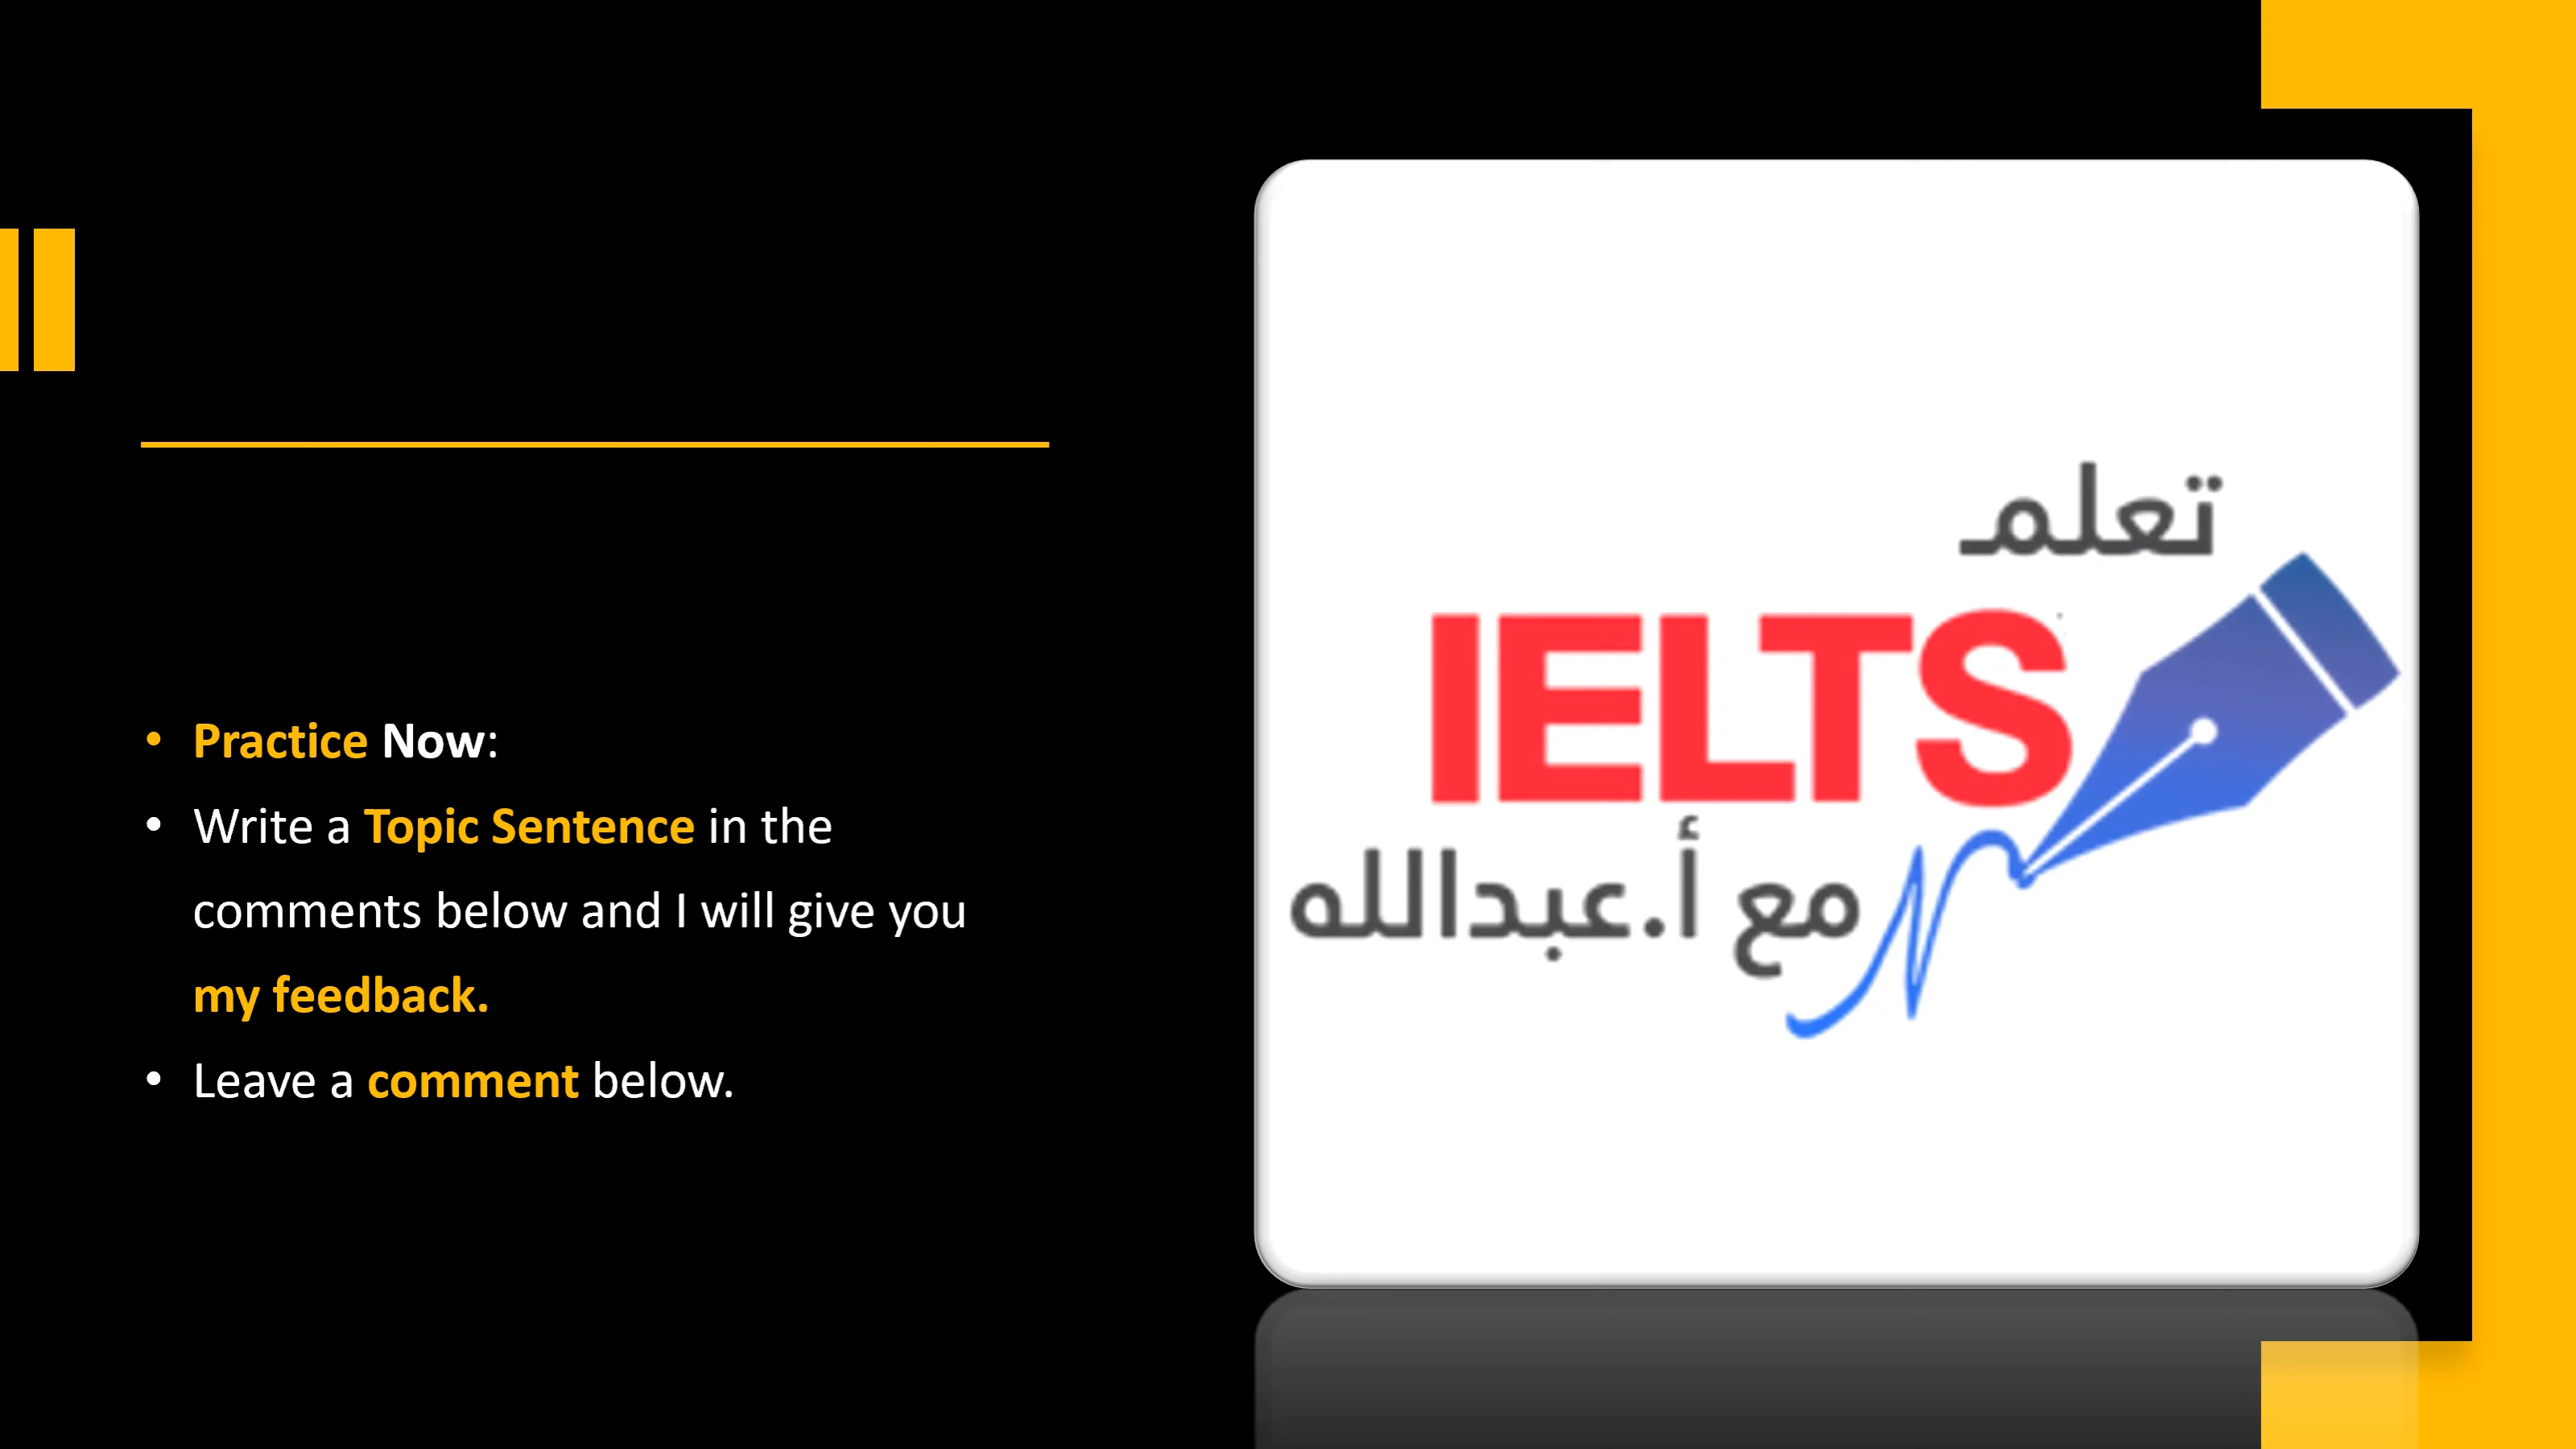 • Practice Now:
• Write a Topic Sentence in the
comments below and I will give you
my feedback.
• Leave a comment below.
تعلمـ
IELTS
مع أ.عبدالله